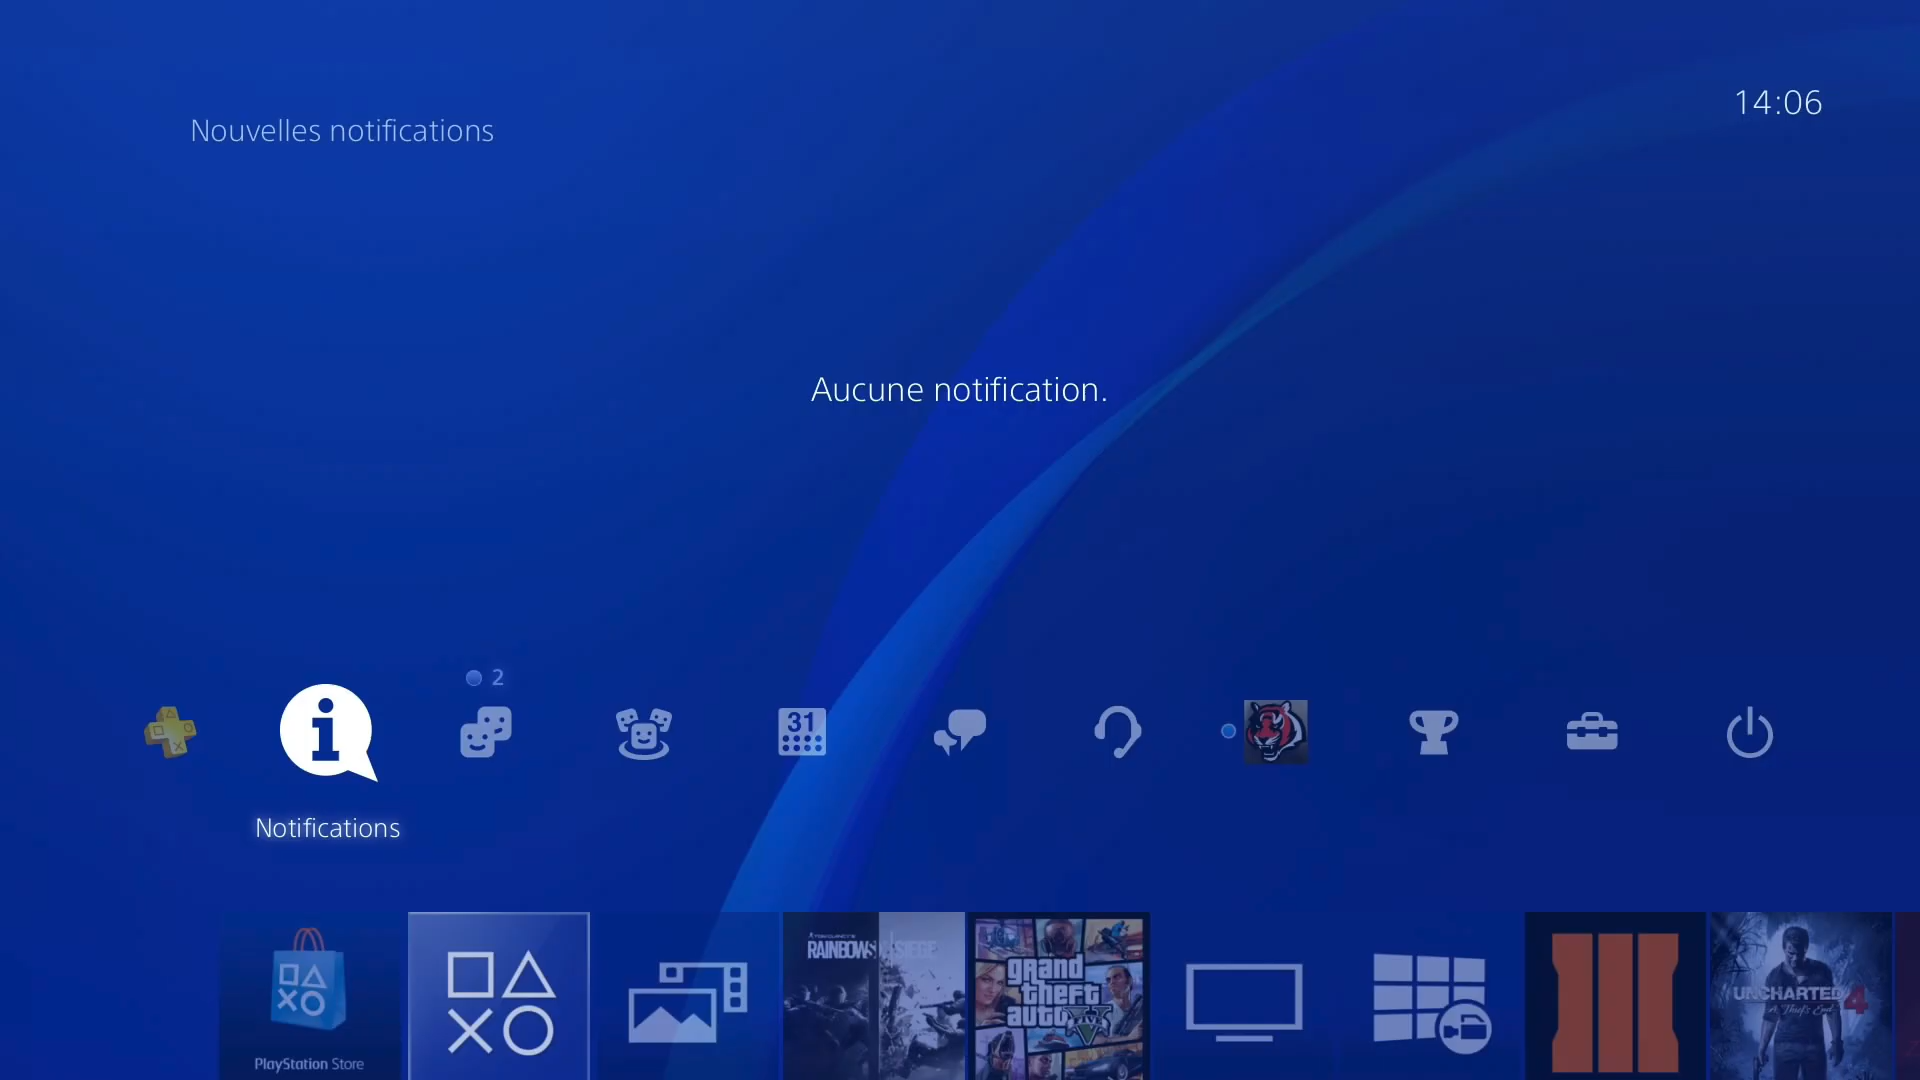 14:06
Nouvelles notifications
Aucune notification.
2
31
Notifications
RAINBOW SIEGE
grand
theft
auto
V
UNCHARTED 4
A Thief's End
PlayStation Store